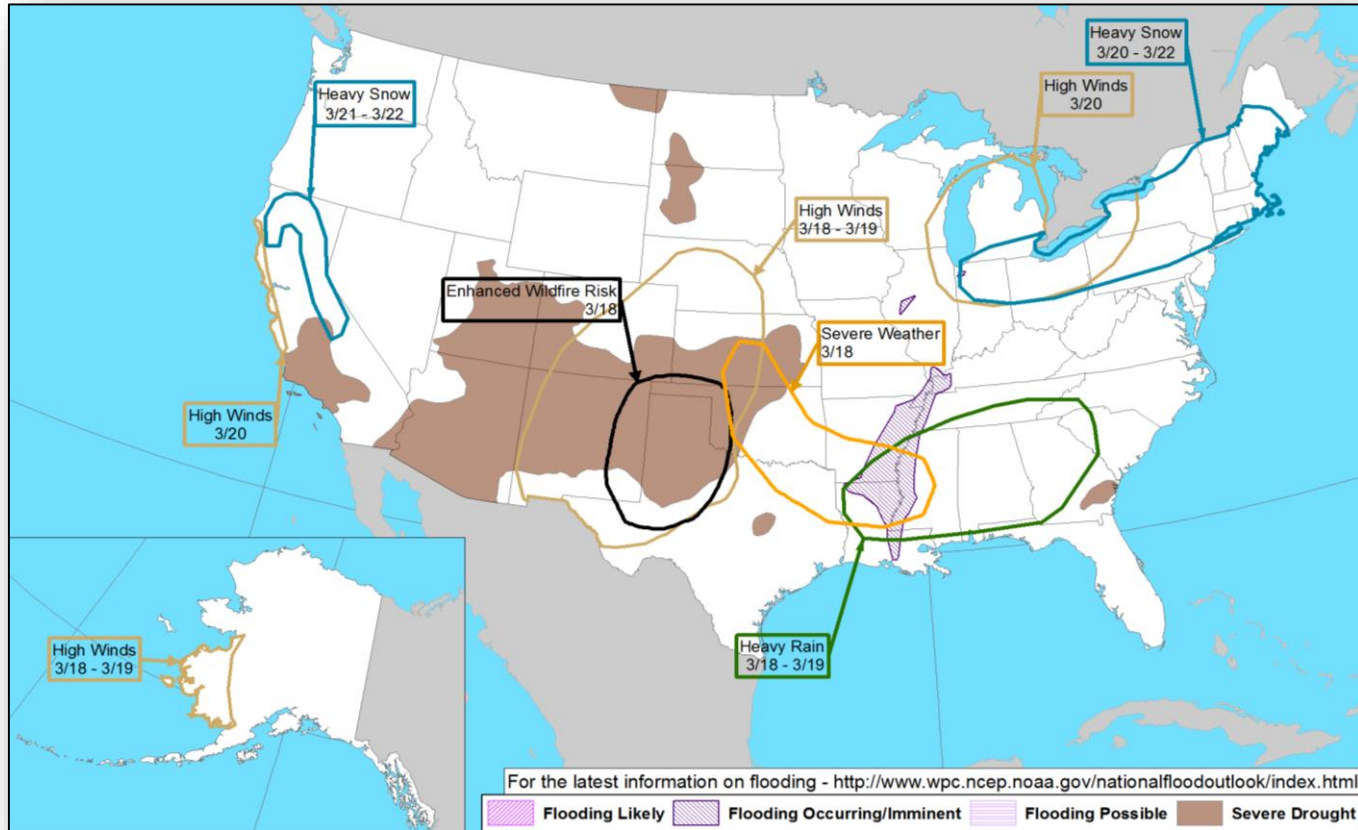 Heavy Snow
3/20 - 3/22
High Winds
3/20
Heavy Snow
3/21 - 3/22
High Winds
3/18 - 3/19
Enhanced Wildfire Risk
3/18
Severe Weather
3/18
High Winds
3/20
High Winds
3/18 - 3/19
Heavy Rain
3/18 - 3/19
For the latest information on flooding - http://www.wpc.ncep.noaa.gov/nationalfloodoutlook/index.html
Flooding Likely
Flooding Occurring/Imminent
Flooding Possible
Severe Drought